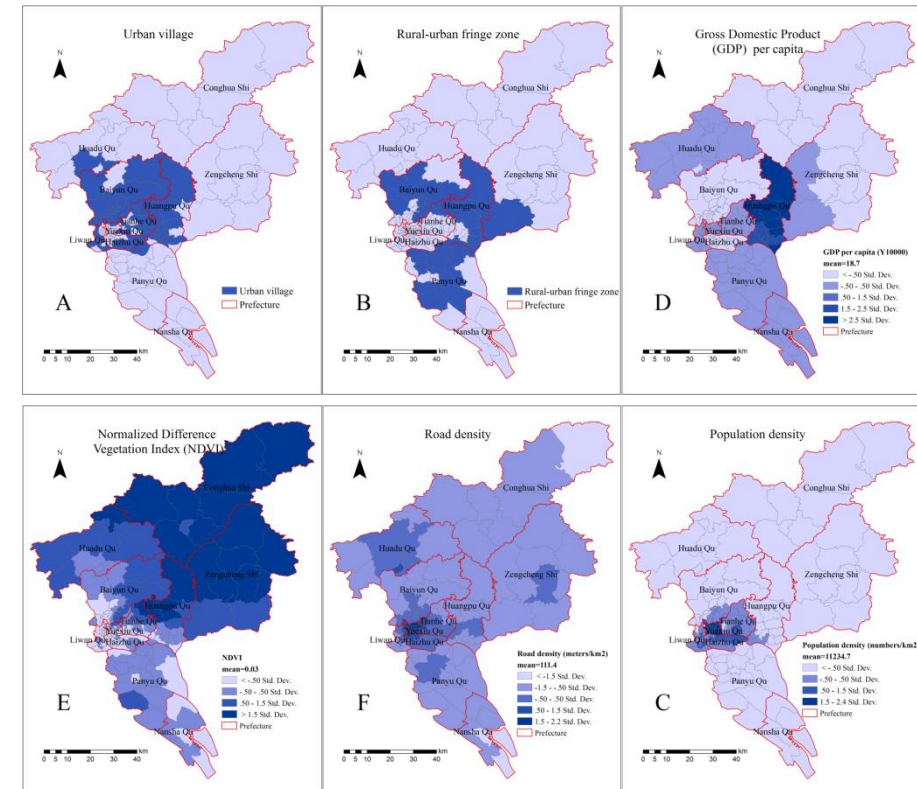 Urban village
N
Conghua Shi
Huadu Qu
Baiyun Qu
Zengcheng Shi
Huangpu Qu
Tianhe Qu
Yuexiu Qu
Liwan Qu
Haizhu Qu
Panyu Qu
Urban village
Prefecture
A
Nansha Qu
km
0 5 10 20 30 40
Rural-urban fringe zone
N
Conghua Shi
Huadu Qu
Baiyun Qu
Zengcheng Shi
Huangpu Qu
Tianhe Qu
Yuexiu Qu
Liwan Qu
Haizhu Qu
Panyu Qu
Rural-urban fringe zone
Prefecture
B
Nansha Qu
km
0 5 10 20 30 40
Gross Domestic Product
(GDP) per capita
N
Conghua Shi
Huadu Qu
Baiyun Qu
Zengcheng Shi
Huangpu Qu
Tianhe Qu
Yuexiu Qu
Liwan Qu
Haizhu Qu
Panyu Qu
GDP per capita (Y10000)
mean=18.7
< -.50 Std. Dev.
-.50 - .50 Std. Dev.
.50 - 1.5 Std. Dev.
1.5 - 2.5 Std. Dev.
> 2.5 Std. Dev.
Prefecture
D
Nansha Qu
km
0 5 10 20 30 40
Normalized Difference
Vegetation Index (NDVI)
N
Conghua Shi
Huadu Qu
Baiyun Qu
Zengcheng Shi
Huangpu Qu
Tianhe Qu
Yuexiu Qu
Liwan Qu
Haizhu Qu
Panyu Qu
NDVI
mean=0.03
< -.50 Std. Dev.
-.50 - .50 Std. Dev.
.50 - 1.5 Std. Dev.
> 1.5 Std. Dev.
Prefecture
E
Nansha Qu
km
0 5 10 20 30 40
Road density
N
Conghua Shi
Huadu Qu
Baiyun Qu
Zengcheng Shi
Huangpu Qu
Tianhe Qu
Yuexiu Qu
Liwan Qu
Haizhu Qu
Panyu Qu
Road density (meters/km2)
mean=111.4
< -1.5 Std. Dev.
-1.5 - -.50 Std. Dev.
-.50 - .50 Std. Dev.
.50 - 1.5 Std. Dev.
1.5 - 2.2 Std. Dev.
Prefecture
F
Nansha Qu
km
0 5 10 20 30 40
Population density
N
Conghua Shi
Huadu Qu
Baiyun Qu
Zengcheng Shi
Huangpu Qu
Tianhe Qu
Yuexiu Qu
Liwan Qu
Haizhu Qu
Panyu Qu
Population density (numbers/km2)
mean=11234.7
< -.50 Std. Dev.
-.50 - .50 Std. Dev.
.50 - 1.5 Std. Dev.
1.5 - 2.4 Std. Dev.
Prefecture
C
Nansha Qu
km
0 5 10 20 30 40